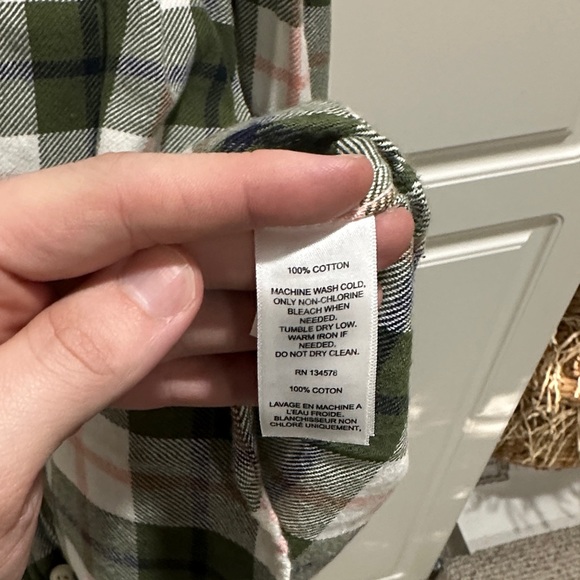 100% COTTON
MACHINE WASH COLD,
ONLY NON-CHLORINE
BLEACH WHEN
NEEDED.
TUMBLE DRY LOW.
WARM IRON IF
NEEDED.
DO NOT DRY CLEAN.
RN 134578
100% COTON
LAVAGE EN MACHINE A
L'EAU FROIDE.
BLANCHISSEUR NON
CHLORÉ UNIQUEMENT,